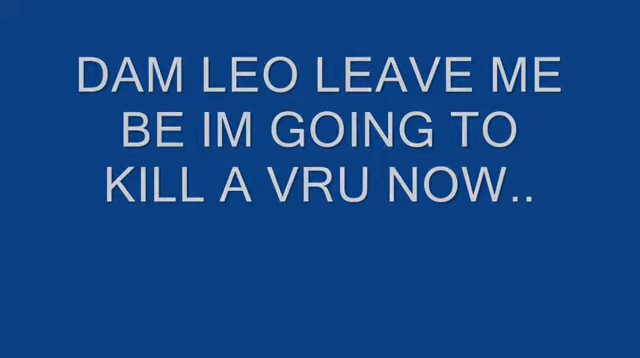 DAM LEO LEAVE ME
BE IM GOING TO
KILL A VRU NOW..